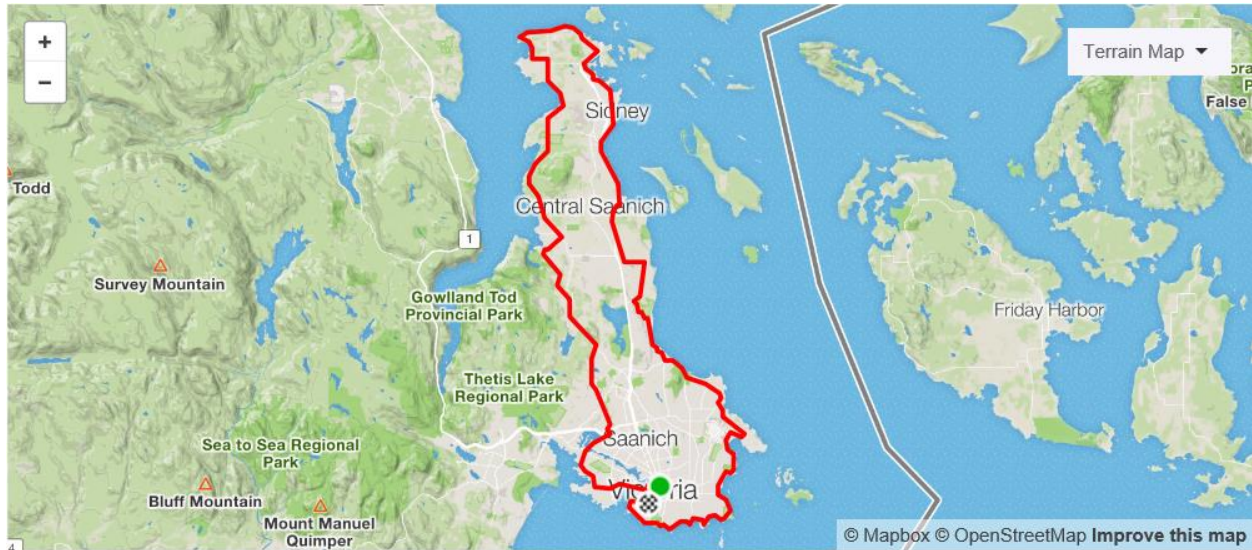 +
−
Terrain Map
False
Sidney
Todd
Central Saanich
1
Survey Mountain
Gowlland Tod
Provincial Park
Friday Harbor
Thetis Lake
Regional Park
Saanich
Sea to Sea Regional
Park
Bluff Mountain
Mount Manuel
Quimper
4
© Mapbox © OpenStreetMap Improve this map